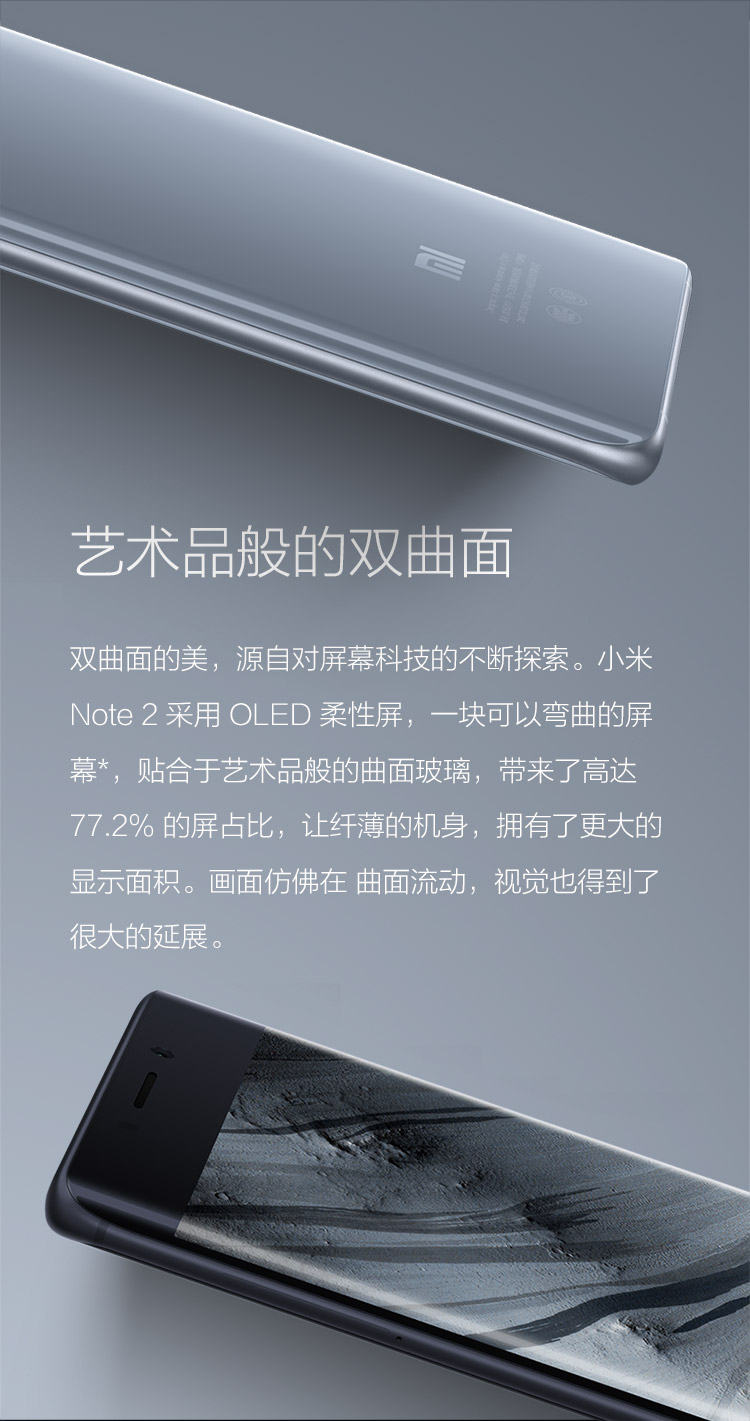 艺术品般的双曲面
双曲面的美，源自对屏幕科技的不断探索。小米
Note 2 采用 OLED 柔性屏，一块可以弯曲的屏
幕*，贴合于艺术品般的曲面玻璃，带来了高达
77.2% 的屏占比，让纤薄的机身，拥有了更大的
显示面积。画面仿佛在 曲面流动，视觉也得到了
很大的延展。